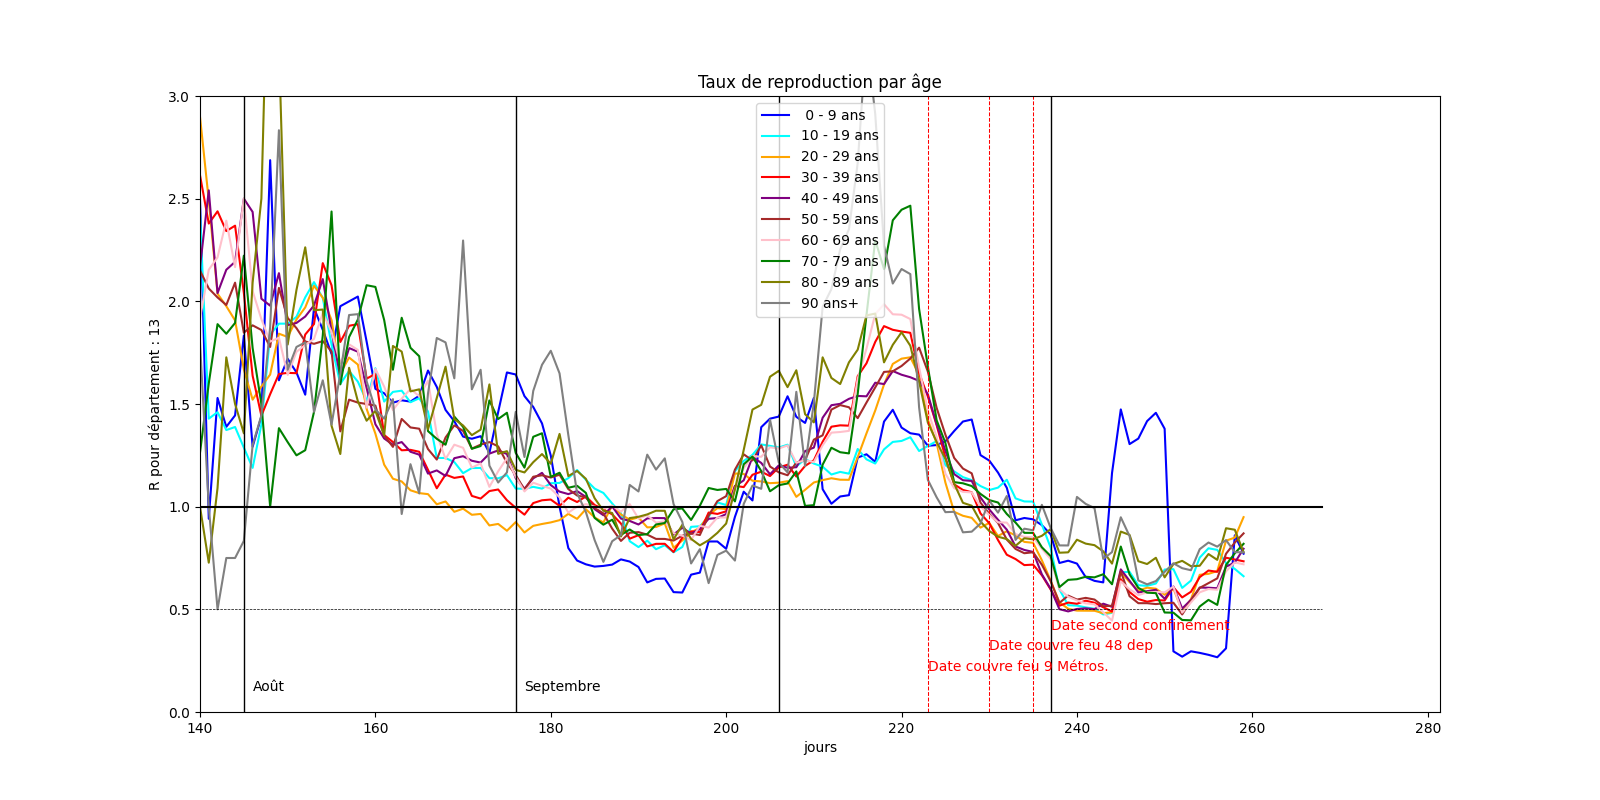 Taux de reproduction par âge
3.0
2.5
2.0
1.5
1.0
0.5
0.0
R pour département : 13
0 - 9 ans
10 - 19 ans
20 - 29 ans
30 - 39 ans
40 - 49 ans
50 - 59 ans
60 - 69 ans
70 - 79 ans
80 - 89 ans
90 ans+
Date second confinement
Date couvre feu 48 dep
Date couvre feu 9 Métros.
Août
Septembre
140
160
180
200
220
240
260
280
jours